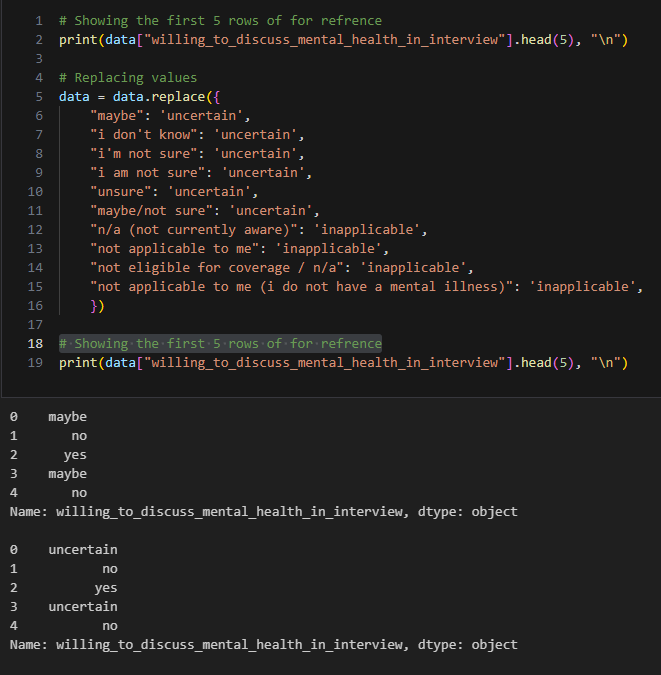 1 # Showing the first 5 rows of for refrence
2 print(data["willing_to_discuss_mental_health_in_interview"].head(5), "\n")
3
4 # Replacing values
5 data = data.replace({
6     "maybe": 'uncertain',
7     "i don't know": 'uncertain',
8     "i'm not sure": 'uncertain',
9     "i am not sure": 'uncertain',
10     "unsure": 'uncertain',
11     "maybe/not sure": 'uncertain',
12     "n/a (not currently aware)": 'inapplicable',
13     "not applicable to me": 'inapplicable',
14     "not eligible for coverage / n/a": 'inapplicable',
15     "not applicable to me (i do not have a mental illness)": 'inapplicable',
16     })
17
18 # Showing the first 5 rows of for refrence
19 print(data["willing_to_discuss_mental_health_in_interview"].head(5), "\n")
0    maybe
1       no
2      yes
3    maybe
4       no
Name: willing_to_discuss_mental_health_in_interview, dtype: object
0    uncertain
1           no
2          yes
3    uncertain
4           no
Name: willing_to_discuss_mental_health_in_interview, dtype: object